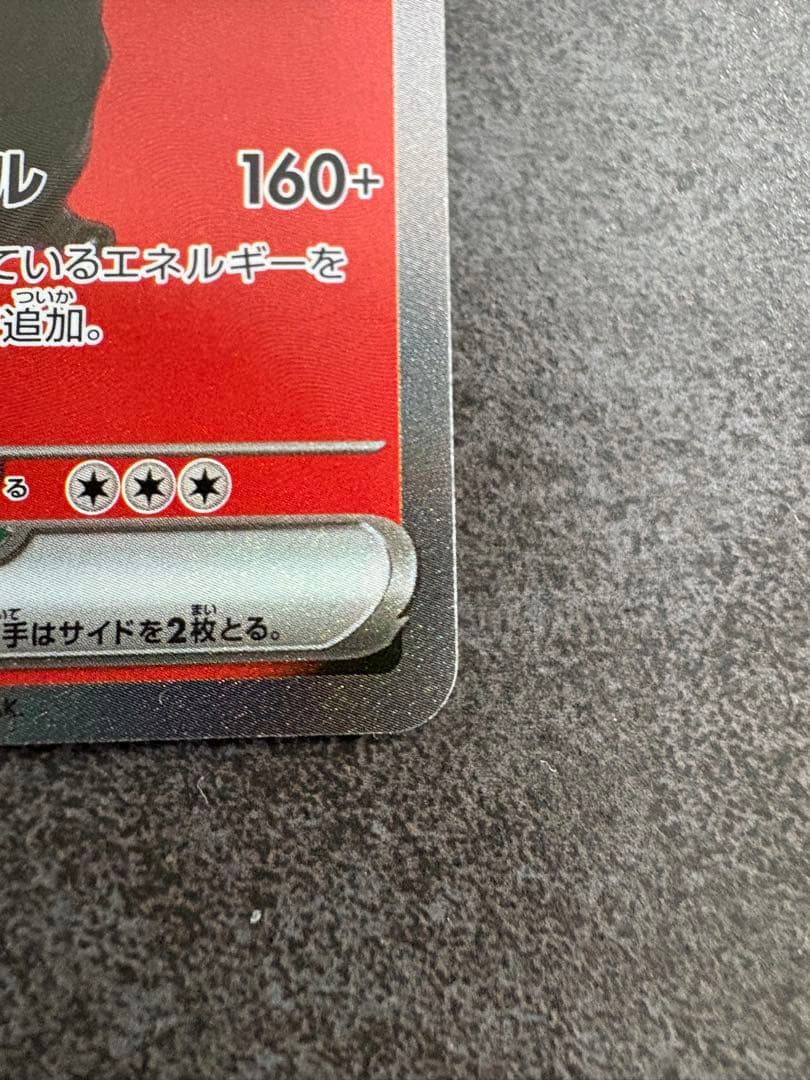 ル 160+
ているエネルギーを
ついか
追加。
る
いて まい
手はサイドを2枚とる。
K.